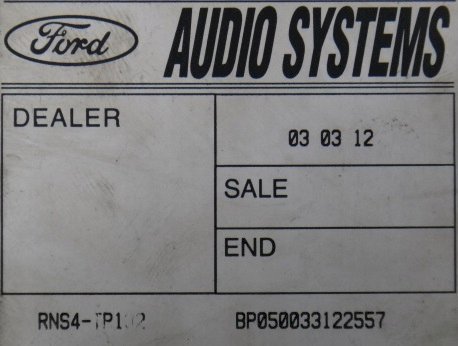 Ford AUDIO SYSTEMS
DEALER
03 03 12
SALE
END
BP050033122557